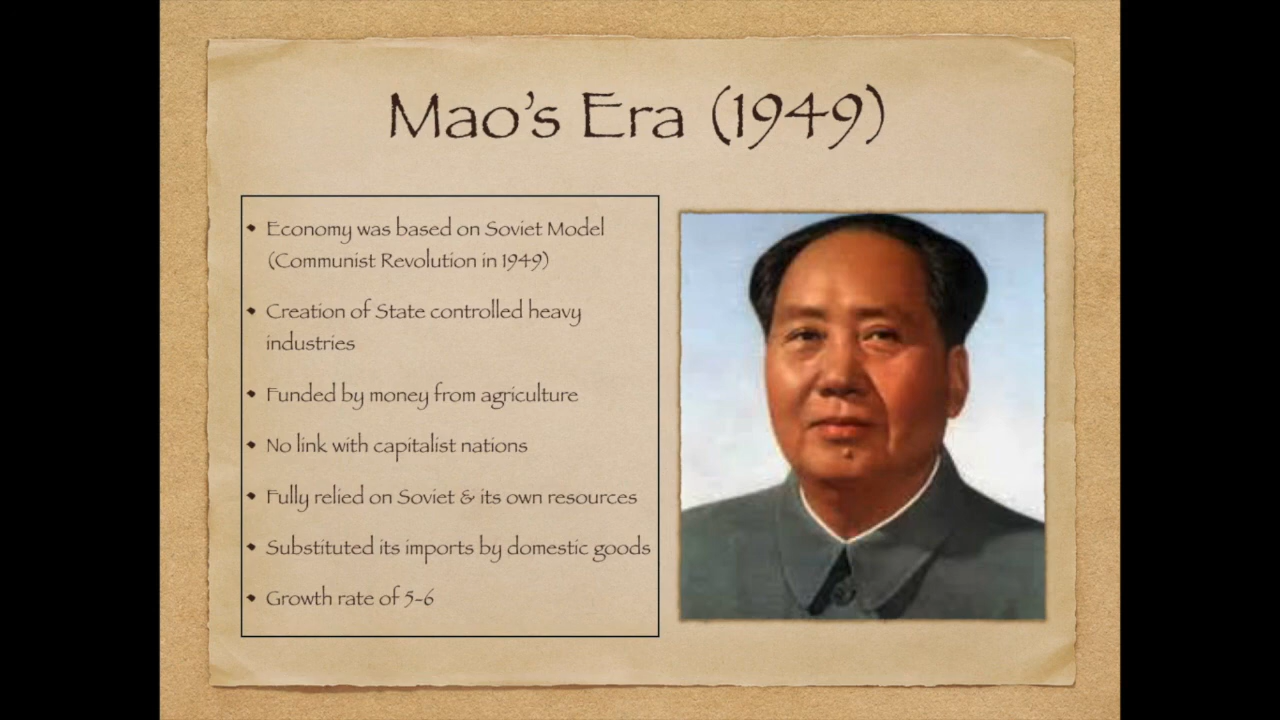 Mao's Era (1949)
• Economy was based on Soviet Model
(Communist Revolution in 1949)
• Creation of State controlled heavy
industries
• Funded by money from agriculture
• No link with capitalist nations
• Fully relied on Soviet & its own resources
• Substituted its imports by domestic goods
• Growth rate of 5-6